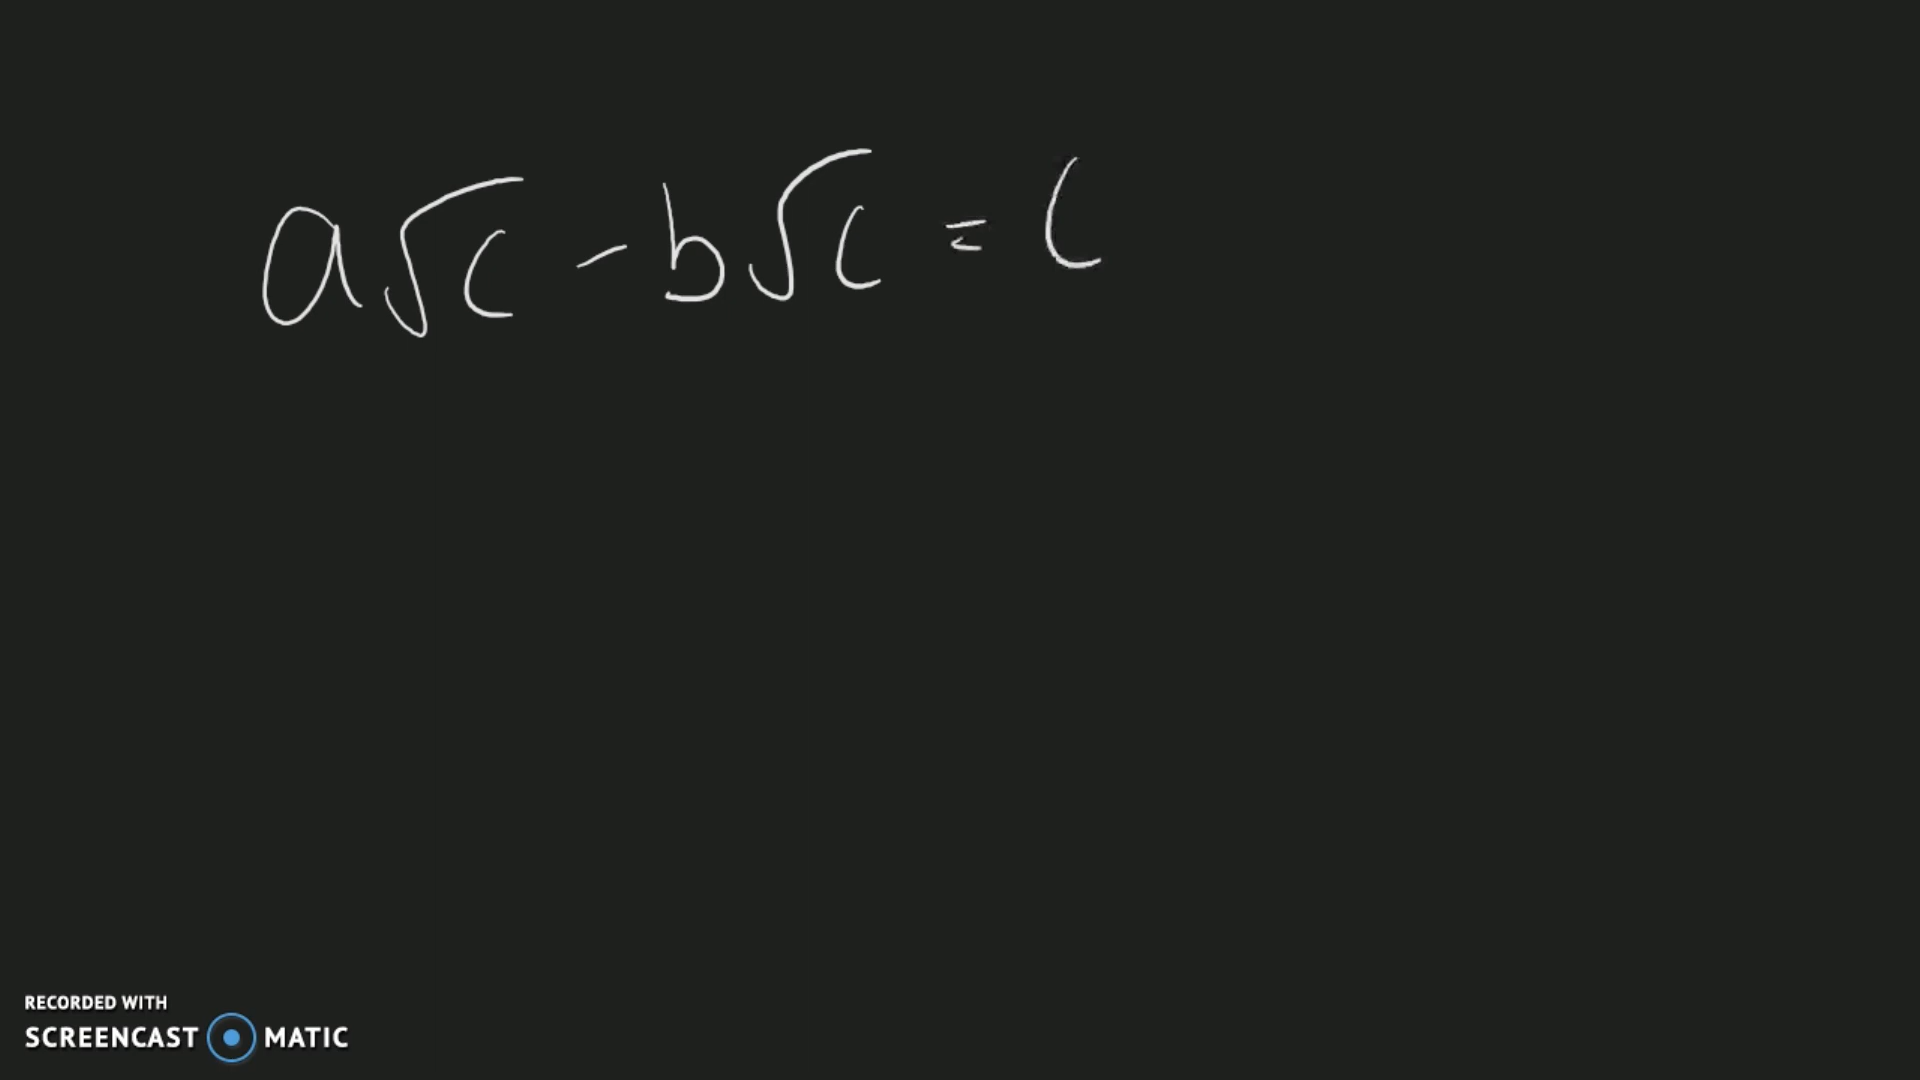 a√c - b√c = (
RECORDED WITH
SCREENCAST MATIC